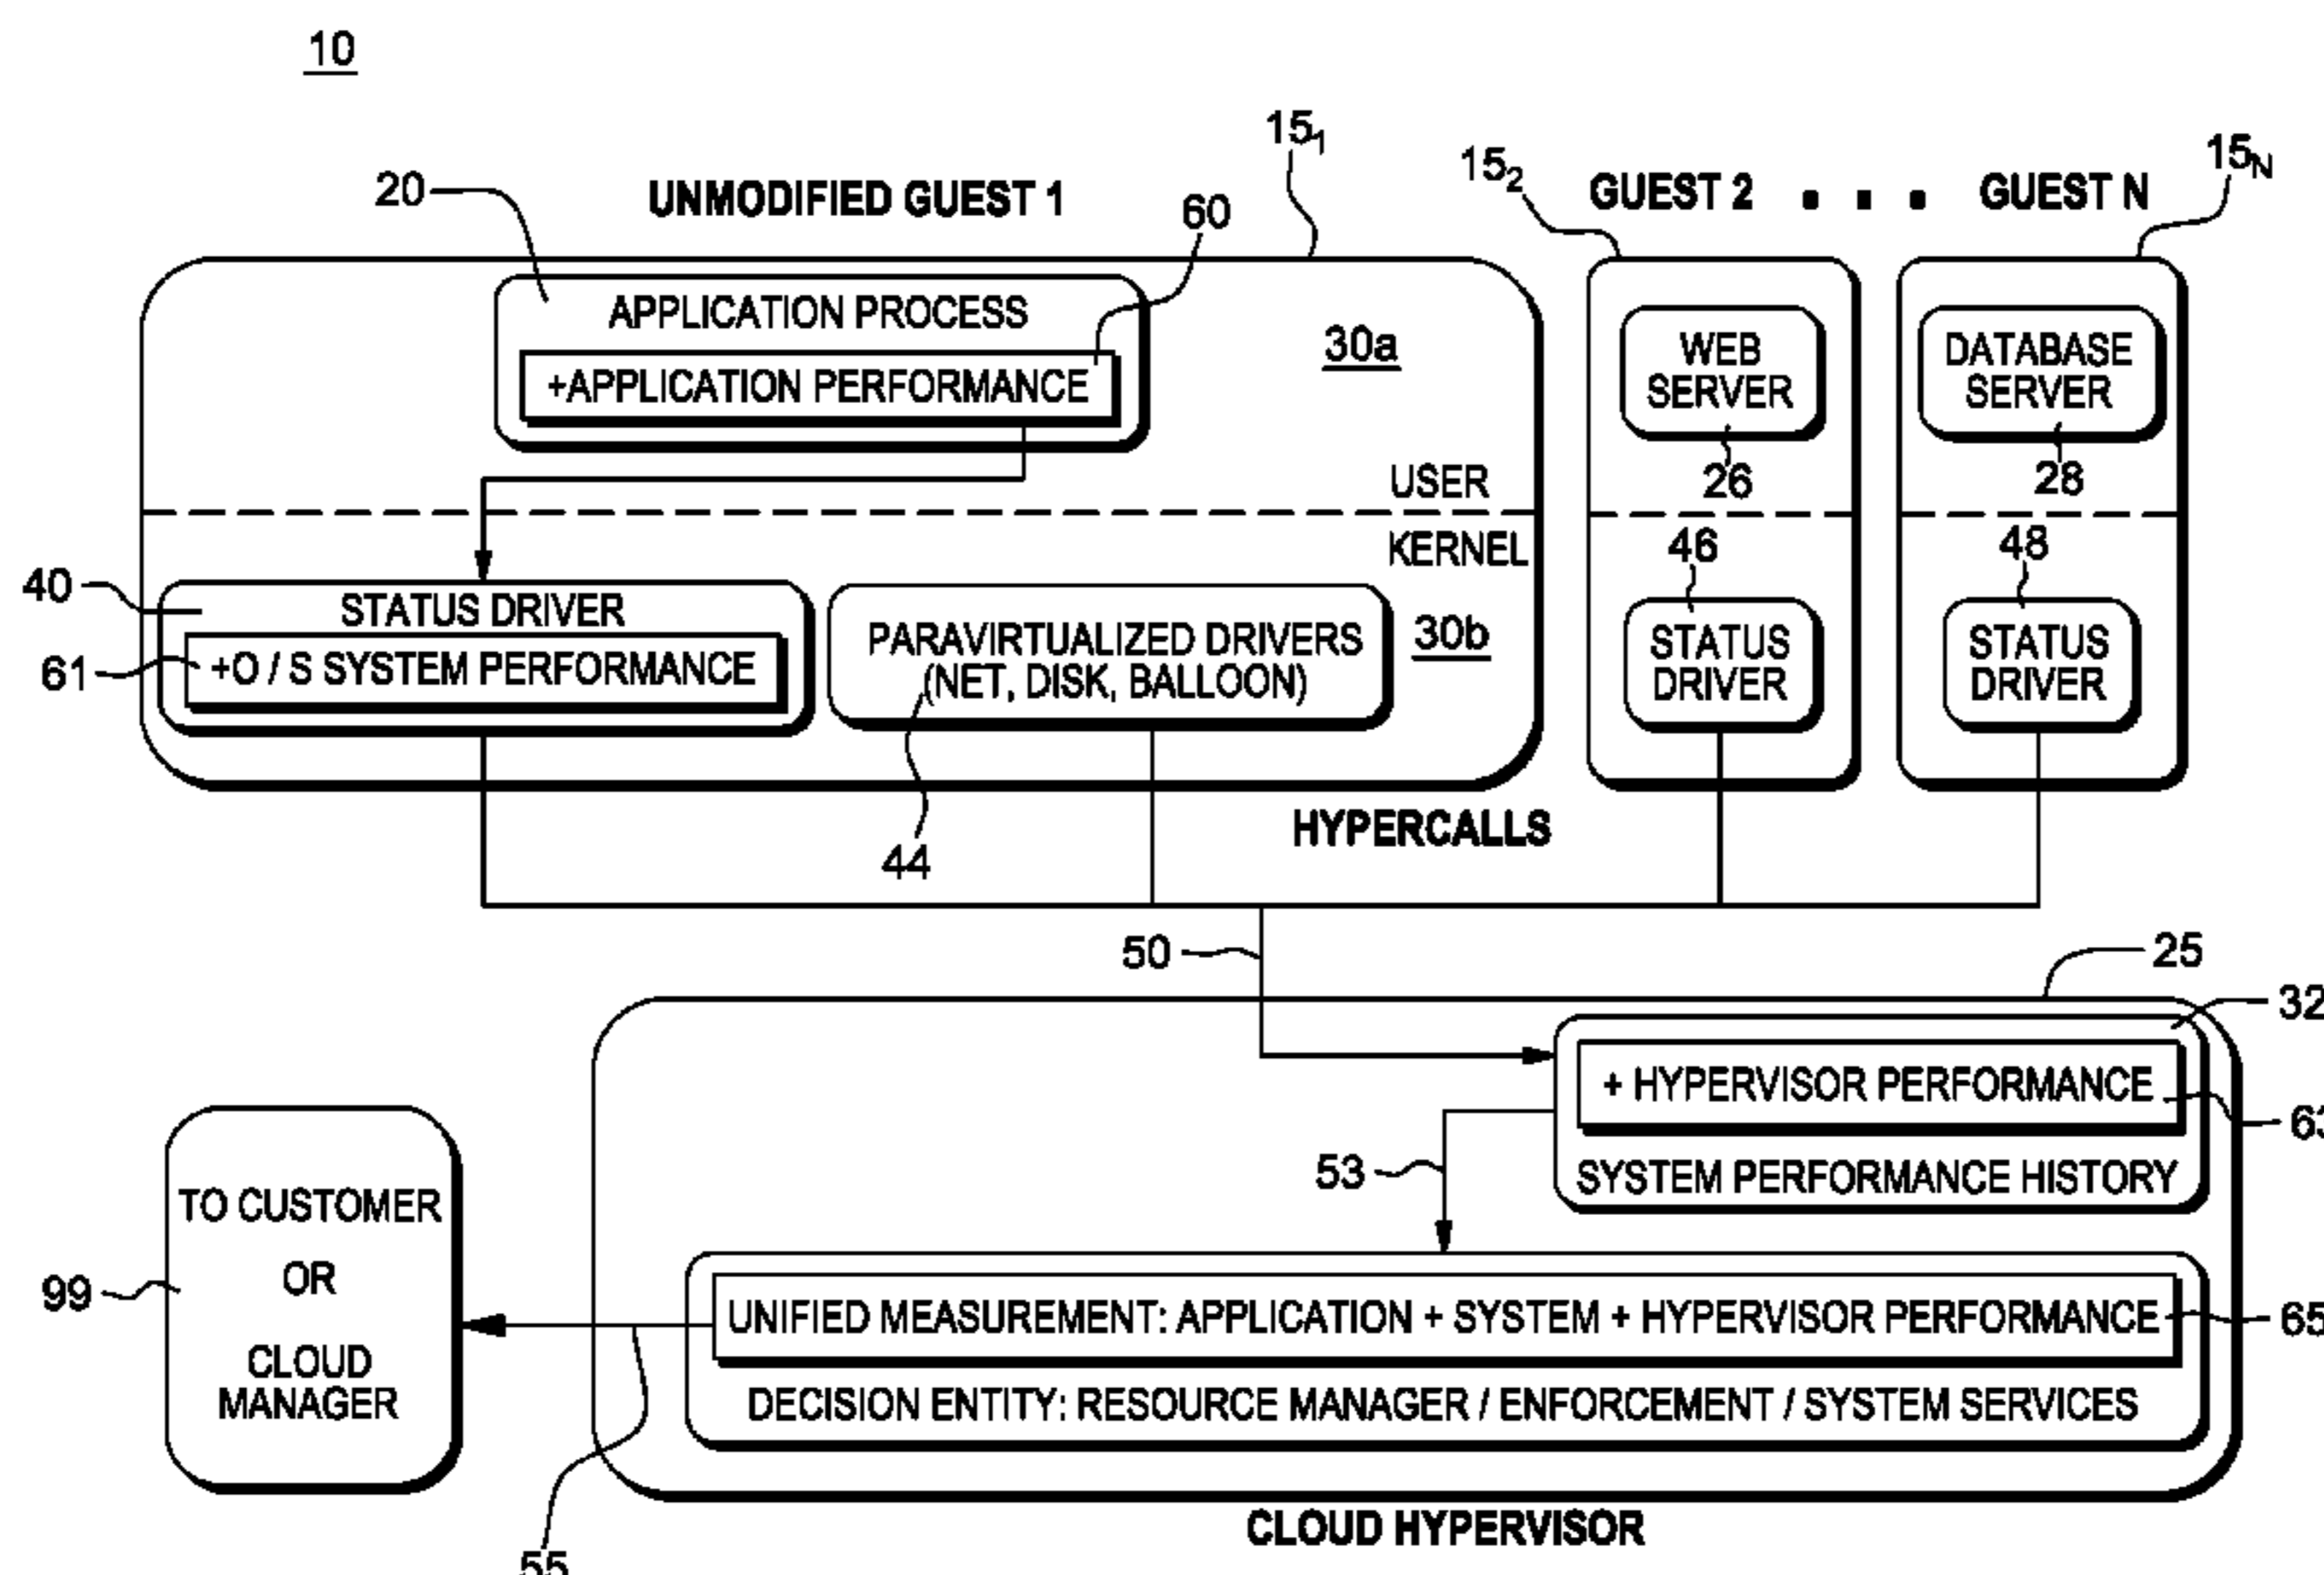 10
15₁
15₂
15N
20
UNMODIFIED GUEST 1
60
GUEST 2 . . . GUEST N
APPLICATION PROCESS
+APPLICATION PERFORMANCE
30a
WEB
SERVER
DATABASE
SERVER
26
28
USER
KERNEL
46
48
40
STATUS DRIVER
61
+O / S SYSTEM PERFORMANCE
PARAVIRTUALIZED DRIVERS
(NET, DISK, BALLOON)
30b
STATUS
DRIVER
STATUS
DRIVER
44
HYPERCALLS
50
25
32
+ HYPERVISOR PERFORMANCE
63
53
SYSTEM PERFORMANCE HISTORY
TO CUSTOMER
OR
CLOUD
MANAGER
99
UNIFIED MEASUREMENT: APPLICATION + SYSTEM + HYPERVISOR PERFORMANCE
65
DECISION ENTITY: RESOURCE MANAGER / ENFORCEMENT / SYSTEM SERVICES
55
CLOUD HYPERVISOR